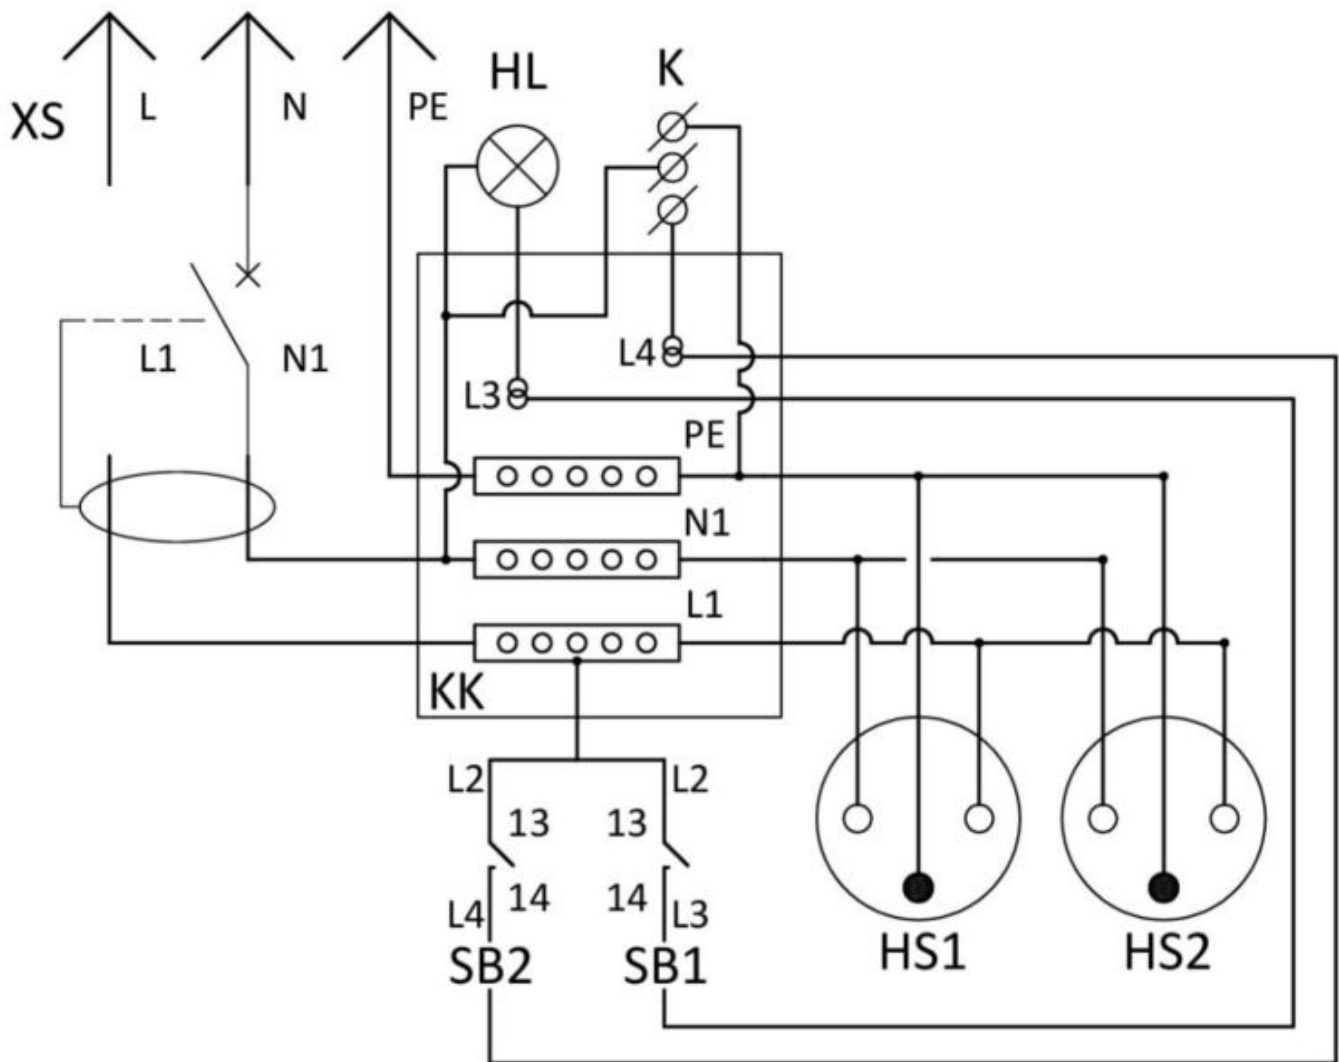 HL K
XS L N PE
L1 N1 L4
L3
PE
N1
L1
KK
L2 L2
13 13
14 14
L4 L3
SB2 SB1 HS1 HS2